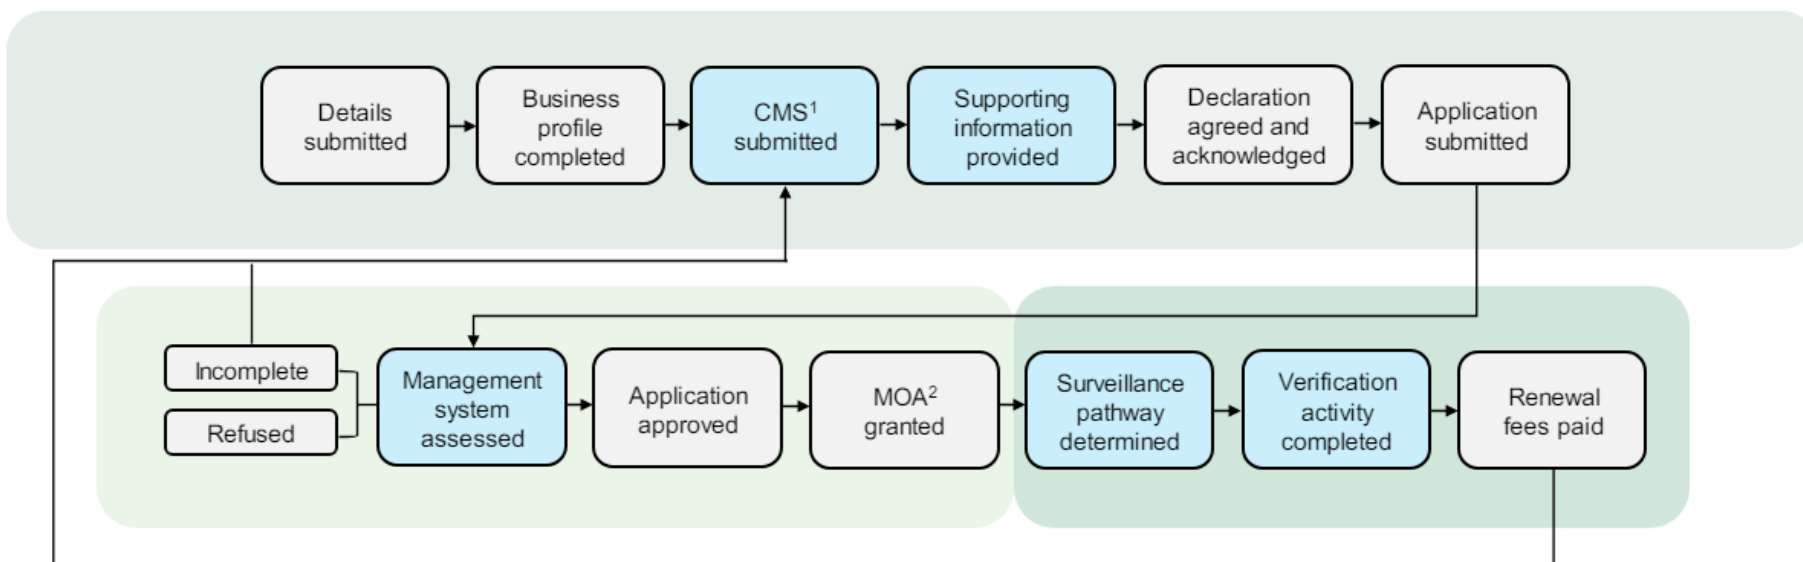 Details
submitted
Business
profile
completed
CMS¹
submitted
Supporting
information
provided
Declaration
agreed and
acknowledged
Application
submitted
Incomplete
Refused
Management
system
assessed
Application
approved
MOA²
granted
Surveillance
pathway
determined
Verification
activity
completed
Renewal
fees paid